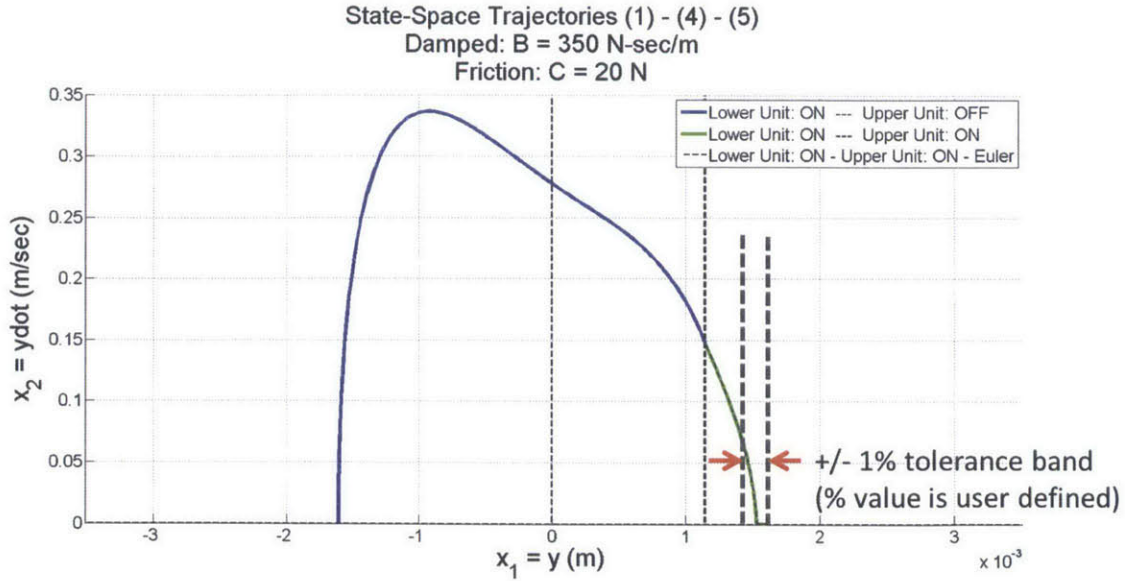 State-Space Trajectories (1) - (4) - (5)
Damped: B = 350 N-sec/m
Friction: C = 20 N
Lower Unit: ON --- Upper Unit: OFF
Lower Unit: ON --- Upper Unit: ON
Lower Unit: ON - Upper Unit: ON - Euler
0.35
0.3
0.25
0.2
0.15
0.1
0.05
0
x₂ = ydot (m/sec)
+/- 1% tolerance band
(% value is user defined)
-3 -2 -1 0 1 2 3
x₁ = y (m)
x 10⁻³